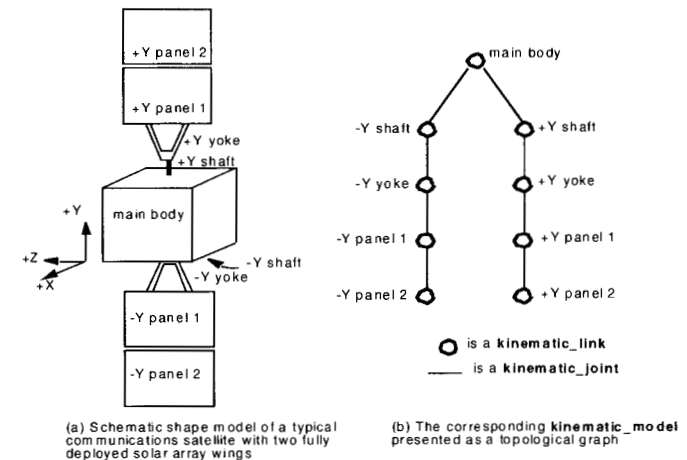 +Y panel 2
+Y panel 1
+Y yoke
+Y shaft
main body
+Y
+Z
+X
-Y shaft
-Y yoke
-Y panel 1
-Y panel 2
(a) Schematic shape model of a typical
communications satellite with two fully
deployed solar array wings
main body
-Y shaft
+Y shaft
-Y yoke
+Y yoke
-Y panel 1
+Y panel 1
-Y panel 2
+Y panel 2
is a kinematic_link
is a kinematic_joint
(b) The corresponding kinematic_model
presented as a topological graph